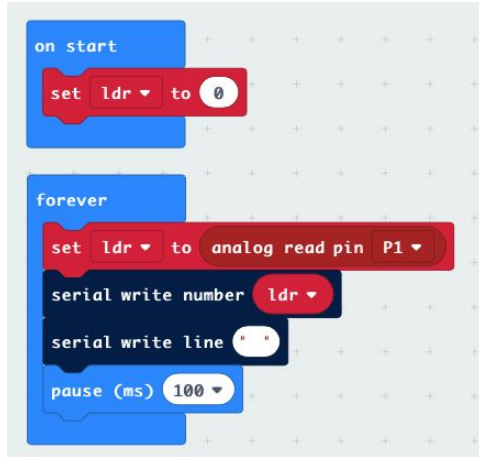 on start
set ldr to 0
forever
set ldr to analog read pin P1
serial write number ldr
serial write line " "
pause (ms) 100